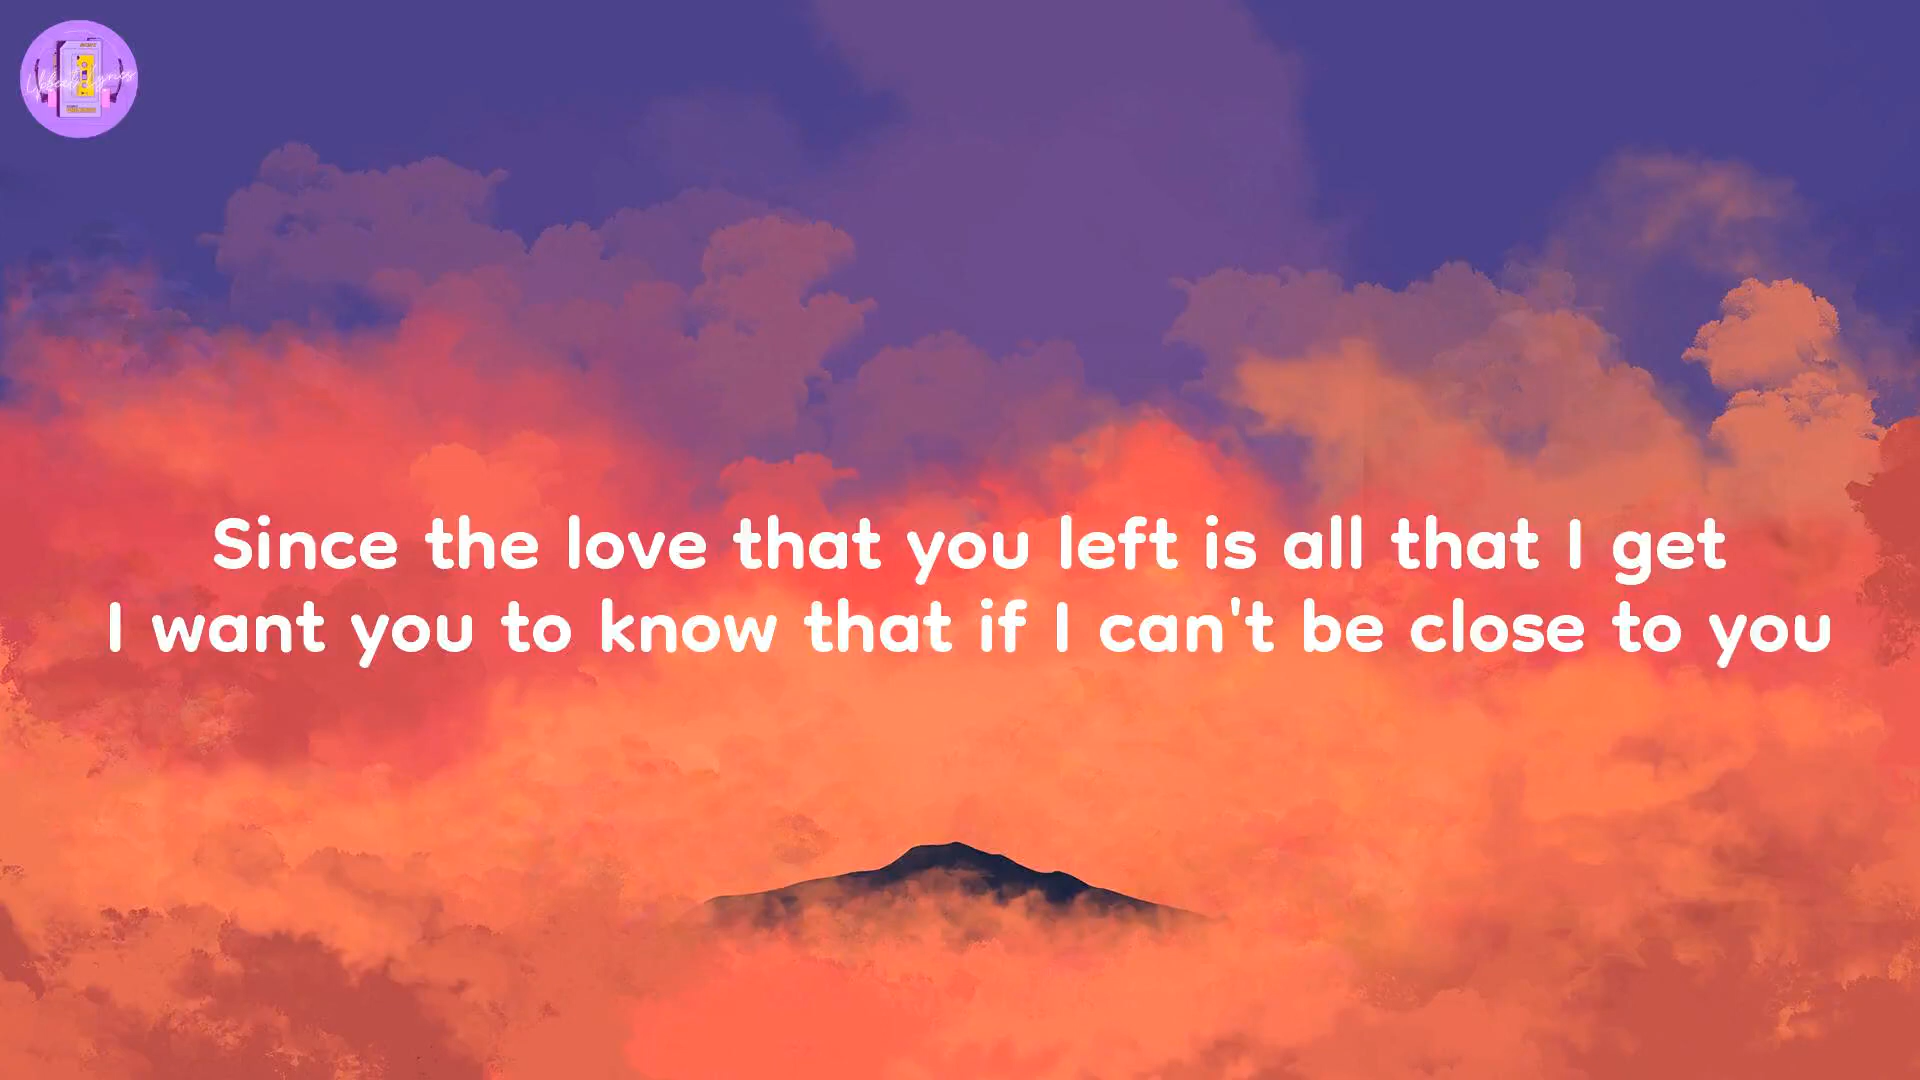 Since the love that you left is all that I get
I want you to know that if I can't be close to you